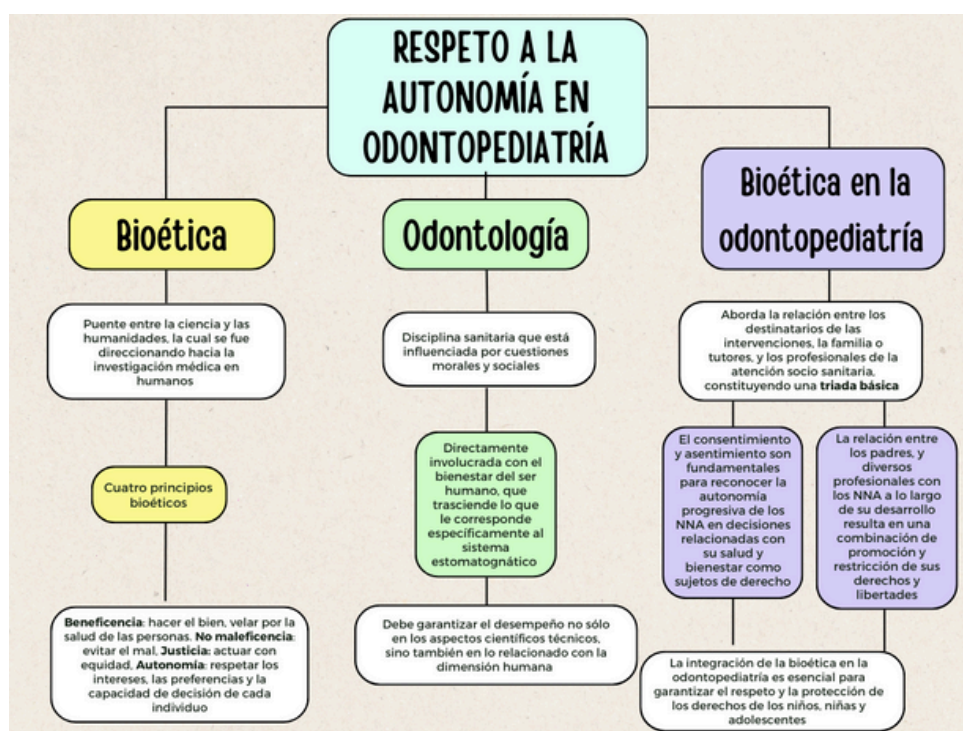 RESPETO A LA
AUTONOMÍA EN
ODONTOPEDIATRÍA
Bioética
Puente entre la ciencia y las
humanidades, la cual se fue
direccionando hacia la
investigación médica en
humanos
Cuatro principios
bioéticos
Beneficencia: hacer el bien, velar por la
salud de las personas. No maleficencia:
evitar el mal, Justicia: actuar con
equidad, Autonomía: respetar los
intereses, las preferencias y la
capacidad de decisión de cada
individuo
Odontología
Disciplina sanitaria que está
influenciada por cuestiones
morales y sociales
Directamente
involucrada con el
bienestar del ser
humano, que
trasciende lo que
le corresponde
específicamente al
sistema
estomatognático
Debe garantizar el desempeño no sólo
en los aspectos científicos técnicos,
sino también en lo relacionado con la
dimensión humana
Bioética en la
odontopediatría
Aborda la relación entre los
destinatarios de las
intervenciones, la familia o
tutores, y los profesionales de la
atención socio sanitaria,
constituyendo una triada básica
El consentimiento
y asentimiento son
fundamentales
para reconocer la
autonomía
progresiva de los
NNA en decisiones
relacionadas con
su salud y
bienestar como
sujetos de derecho
La relación entre
los padres, y
diversos
profesionales con
los NNA a lo largo
de su desarrollo
resulta en una
combinación de
promoción y
restricción de sus
derechos y
libertades
La integración de la bioética en la
odontopediatría es esencial para
garantizar el respeto y la protección de
los derechos de los niños, niñas y
adolescentes